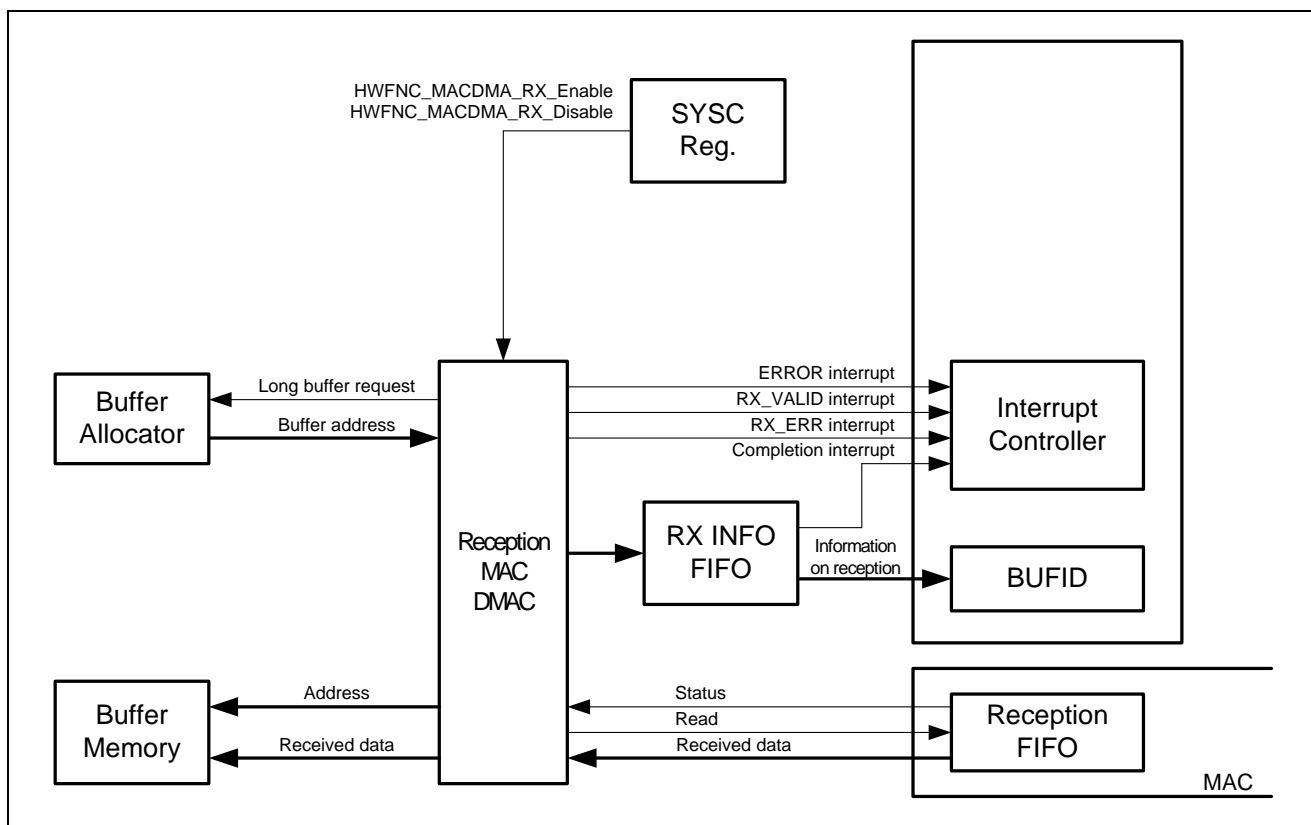 HWFNC_MACDMA_RX_Enable
HWFNC_MACDMA_RX_Disable
SYSC
Reg.
Buffer
Allocator
Long buffer request
Buffer address
ERROR interrupt
RX_VALID interrupt
RX_ERR interrupt
Completion interrupt
Interrupt
Controller
Reception
MAC
DMAC
RX INFO
FIFO
Information
on reception
BUFID
Buffer
Memory
Address
Received data
Status
Read
Received data
Reception
FIFO
MAC